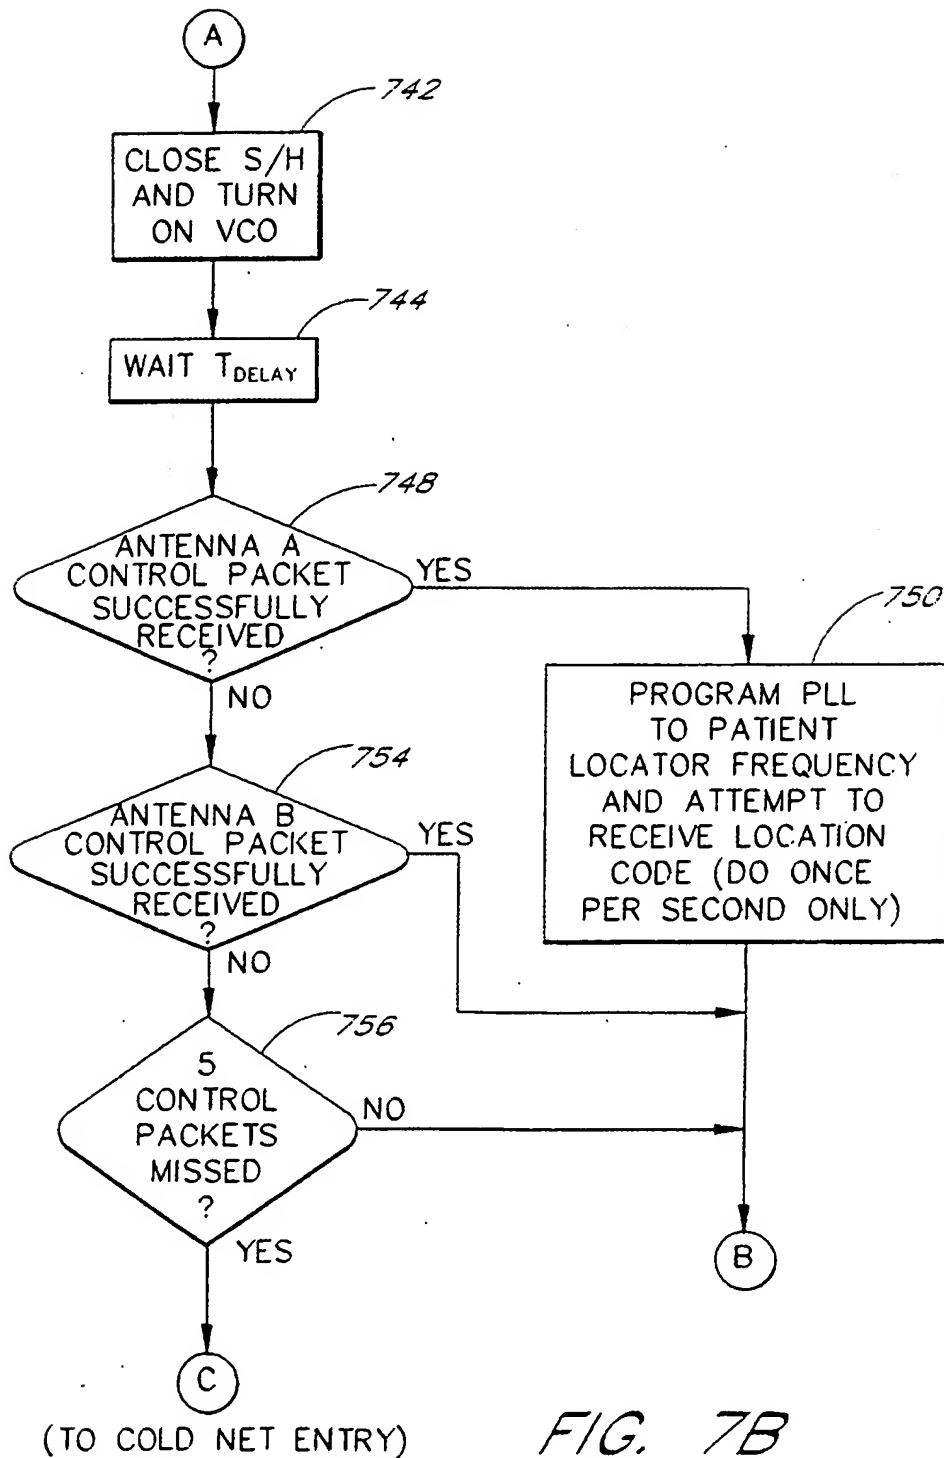 A
742
CLOSE S/H
AND TURN
ON VCO
744
WAIT TDELAY
748
ANTENNA A
CONTROL PACKET
SUCCESSFULLY
RECEIVED
?
YES
NO
750
PROGRAM PLL
TO PATIENT
LOCATOR FREQUENCY
AND ATTEMPT TO
RECEIVE LOCATION
CODE (DO ONCE
PER SECOND ONLY)
754
ANTENNA B
CONTROL PACKET
SUCCESSFULLY
RECEIVED
?
YES
NO
756
5
CONTROL
PACKETS
MISSED
?
NO
YES
B
C
(TO COLD NET ENTRY)
FIG. 7B